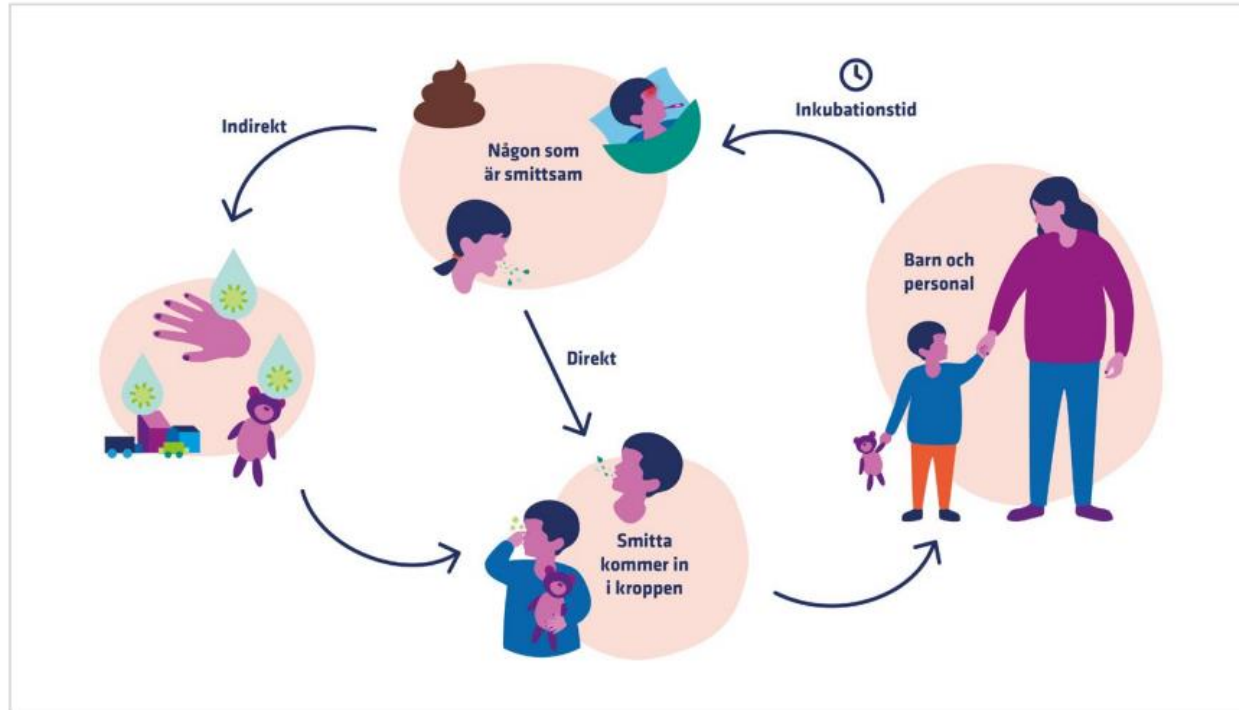 Inkubationstid
Indirekt
Någon som
är smittsam
Barn och
personal
Direkt
Smitta
kommer in
i kroppen